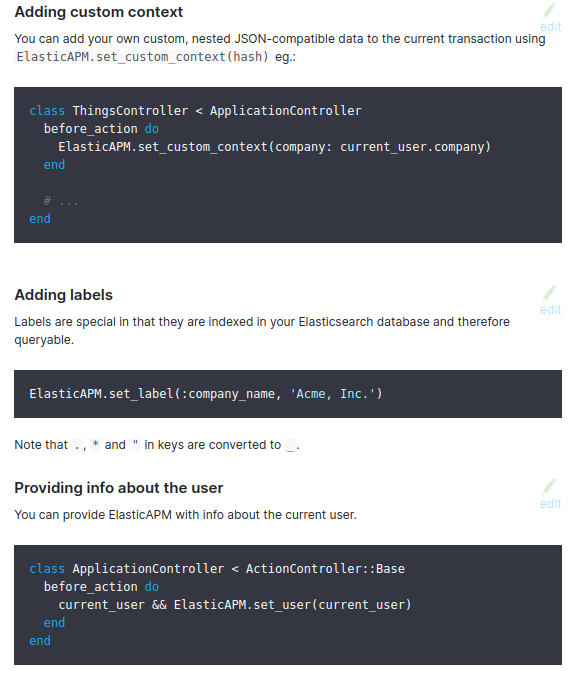 Adding custom context
edit
You can add your own custom, nested JSON-compatible data to the current transaction using
ElasticAPM.set_custom_context(hash) eg.:
class ThingsController < ApplicationController
  before_action do
    ElasticAPM.set_custom_context(company: current_user.company)
  end

  # ...
end
Adding labels
edit
Labels are special in that they are indexed in your Elasticsearch database and therefore
queryable.
ElasticAPM.set_label(:company_name, 'Acme, Inc.')
Note that ., * and " in keys are converted to _.
Providing info about the user
edit
You can provide ElasticAPM with info about the current user.
class ApplicationController < ActionController::Base
  before_action do
    current_user && ElasticAPM.set_user(current_user)
  end
end